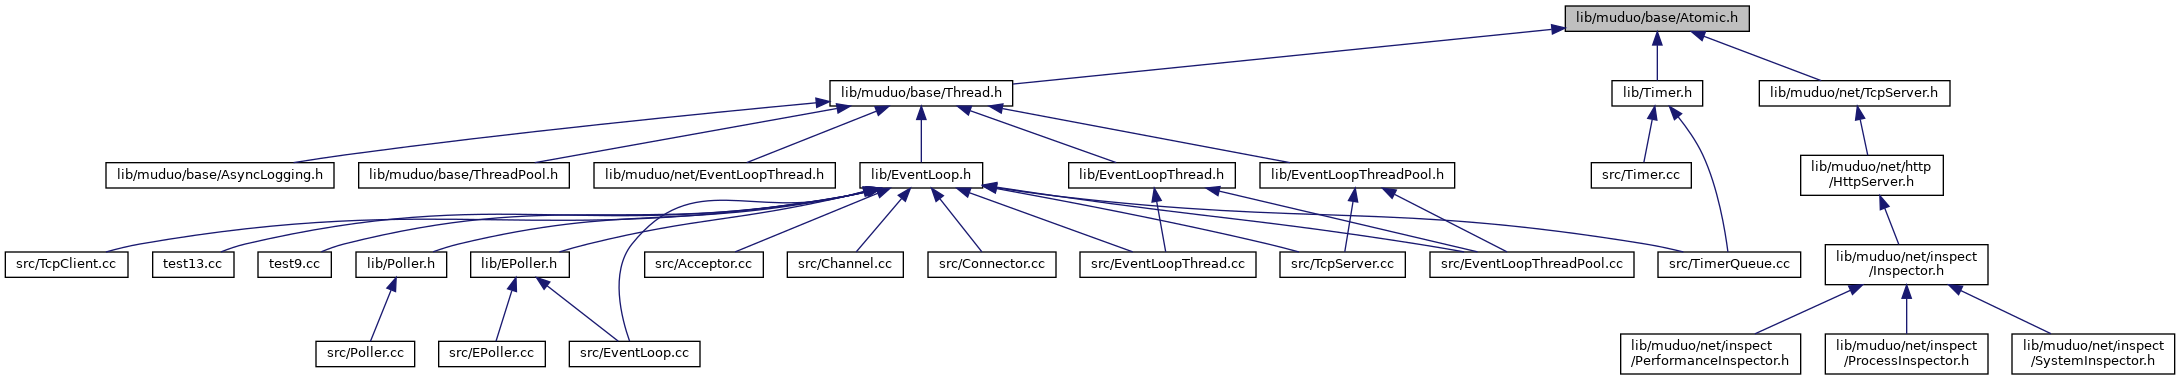 lib/muduo/base/Atomic.h
lib/muduo/base/Thread.h
lib/Timer.h
lib/muduo/net/TcpServer.h
lib/muduo/base/AsyncLogging.h
lib/muduo/base/ThreadPool.h
lib/muduo/net/EventLoopThread.h
lib/EventLoop.h
lib/EventLoopThread.h
lib/EventLoopThreadPool.h
src/Timer.cc
lib/muduo/net/http
/HttpServer.h
src/TcpClient.cc
test13.cc
test9.cc
lib/Poller.h
lib/EPoller.h
src/Acceptor.cc
src/Channel.cc
src/Connector.cc
src/EventLoopThread.cc
src/TcpServer.cc
src/EventLoopThreadPool.cc
src/TimerQueue.cc
lib/muduo/net/inspect
/Inspector.h
src/Poller.cc
src/EPoller.cc
src/EventLoop.cc
lib/muduo/net/inspect
/PerformanceInspector.h
lib/muduo/net/inspect
/ProcessInspector.h
lib/muduo/net/inspect
/SystemInspector.h